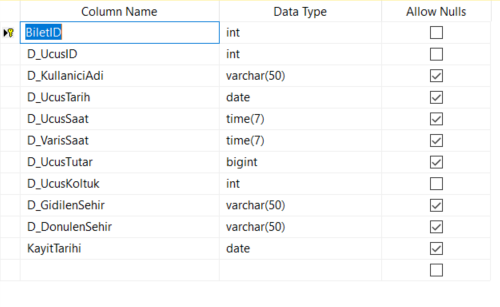 Column Name Data Type Allow Nulls
BiletID int
D_UcusID int
D_KullaniciAdi varchar(50)
D_UcusTarih date
D_UcusSaat time(7)
D_VarisSaat time(7)
D_UcusTutar bigint
D_UcusKoltuk int
D_GidilenSehir varchar(50)
D_DonulenSehir varchar(50)
KayitTarihi date